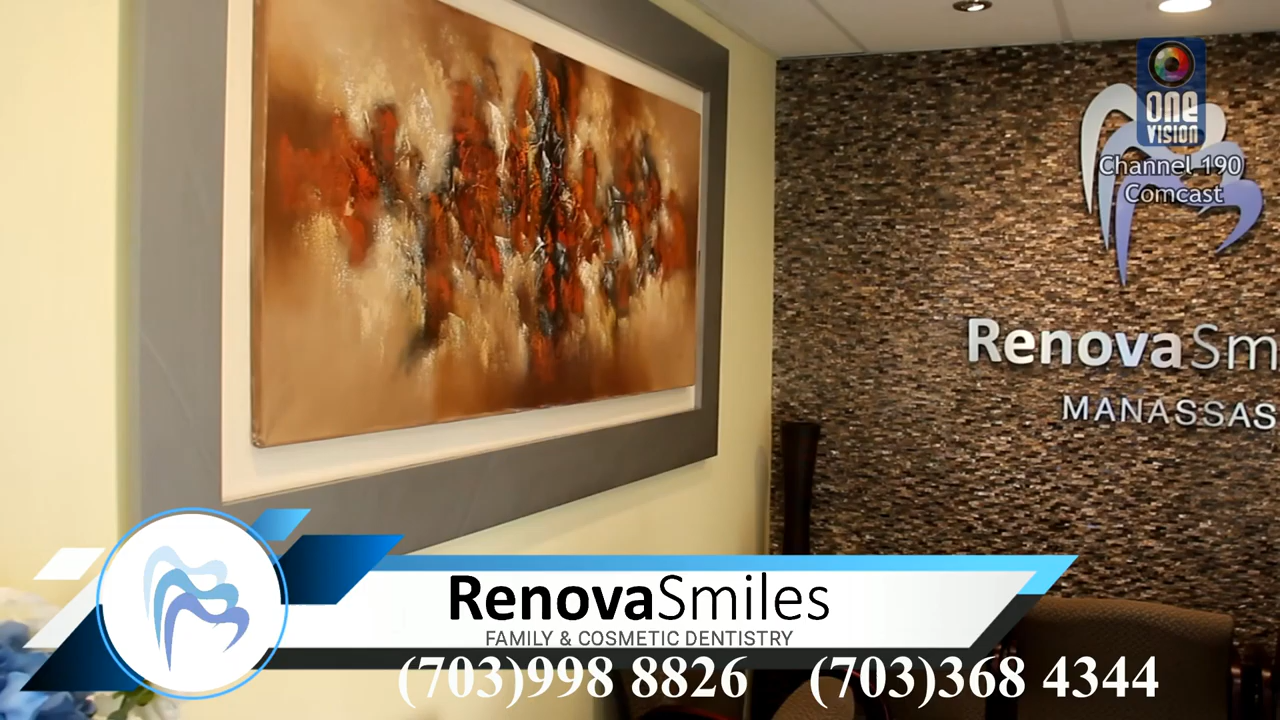 ONE
VISION
Channel 190
Comcast
RenovaSm
MANASSAS
RenovaSmiles
FAMILY & COSMETIC DENTISTRY
(703)998 8826 (703)368 4344